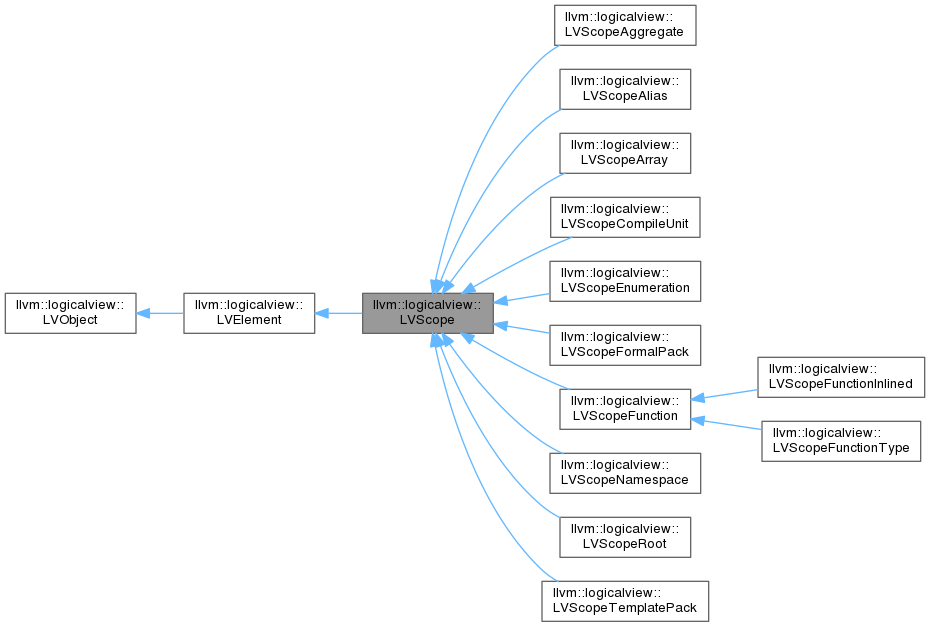 llvm::logicalview::
LVScopeAggregate
llvm::logicalview::
LVScopeAlias
llvm::logicalview::
LVScopeArray
llvm::logicalview::
LVScopeCompileUnit
llvm::logicalview::
LVScopeEnumeration
llvm::logicalview::
LVObject
llvm::logicalview::
LVElement
llvm::logicalview::
LVScope
llvm::logicalview::
LVScopeFormalPack
llvm::logicalview::
LVScopeFunction
llvm::logicalview::
LVScopeFunctionInlined
llvm::logicalview::
LVScopeFunctionType
llvm::logicalview::
LVScopeNamespace
llvm::logicalview::
LVScopeRoot
llvm::logicalview::
LVScopeTemplatePack